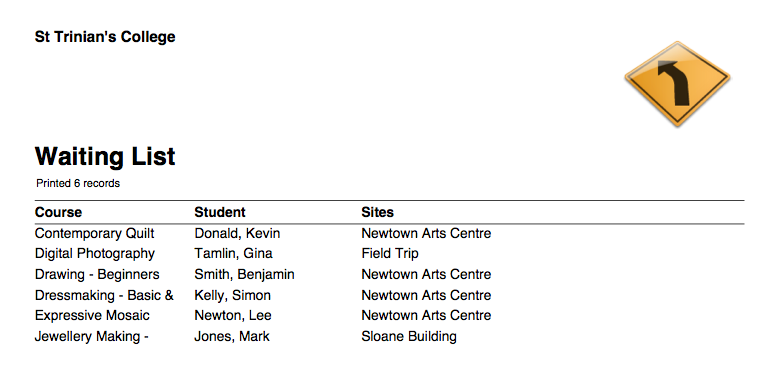 St Trinian's College
Waiting List
Printed 6 records
Course Student Sites
Contemporary Quilt Donald, Kevin Newtown Arts Centre
Digital Photography Tamlin, Gina Field Trip
Drawing - Beginners Smith, Benjamin Newtown Arts Centre
Dressmaking - Basic & Kelly, Simon Newtown Arts Centre
Expressive Mosaic Newton, Lee Newtown Arts Centre
Jewellery Making - Jones, Mark Sloane Building